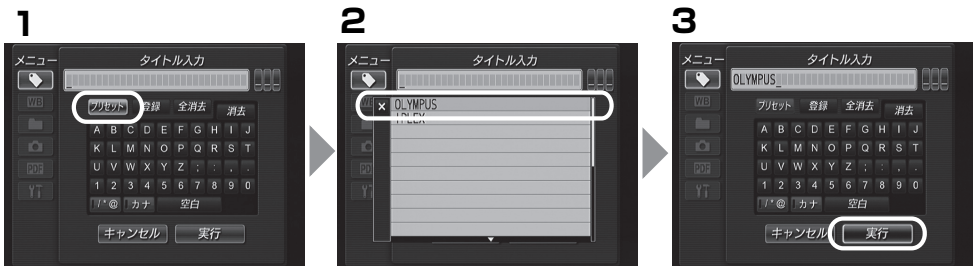 1
メニュー
タイトル入力
WB
プリセット 登録 全消去 消去
A B C D E F G H I J
K L M N O P Q R S T
PDF
U V W X Y Z ; : , .
1 2 3 4 5 6 7 8 9 0
!/*@ カナ 空白
キャンセル 実行
2
メニュー
タイトル入力
× OLYMPUS
IPLEX
3
メニュー
タイトル入力
OLYMPUS_
WB
プリセット 登録 全消去 消去
A B C D E F G H I J
K L M N O P Q R S T
PDF
U V W X Y Z ; : , .
1 2 3 4 5 6 7 8 9 0
!/*@ カナ 空白
キャンセル 実行